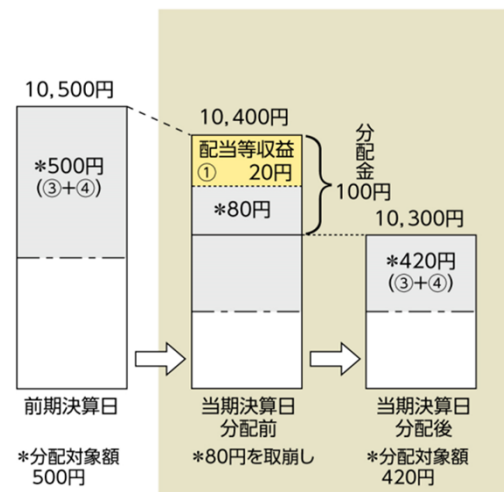 10,500円
*500円
(③+④)
前期決算日
*分配対象額
500円
10,400円
配当等収益
① 20円
*80円
分配金
100円
当期決算日
分配前
*80円を取崩し
10,300円
*420円
(③+④)
当期決算日
分配後
*分配対象額
420円